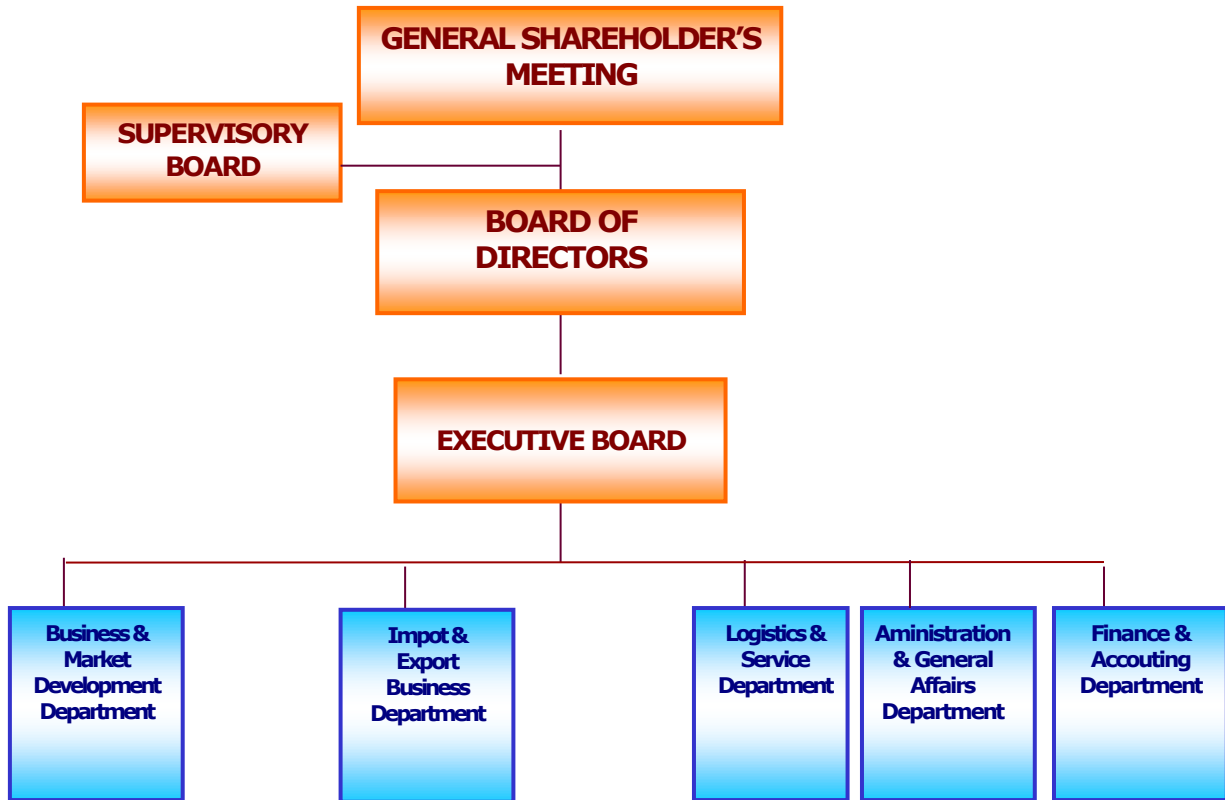 GENERAL SHAREHOLDER’S
MEETING
SUPERVISORY
BOARD
BOARD OF
DIRECTORS
EXECUTIVE BOARD
Business &
Market
Development
Department
Impot &
Export
Business
Department
Logistics &
Service
Department
Aministration
& General
Affairs
Department
Finance &
Accouting
Department